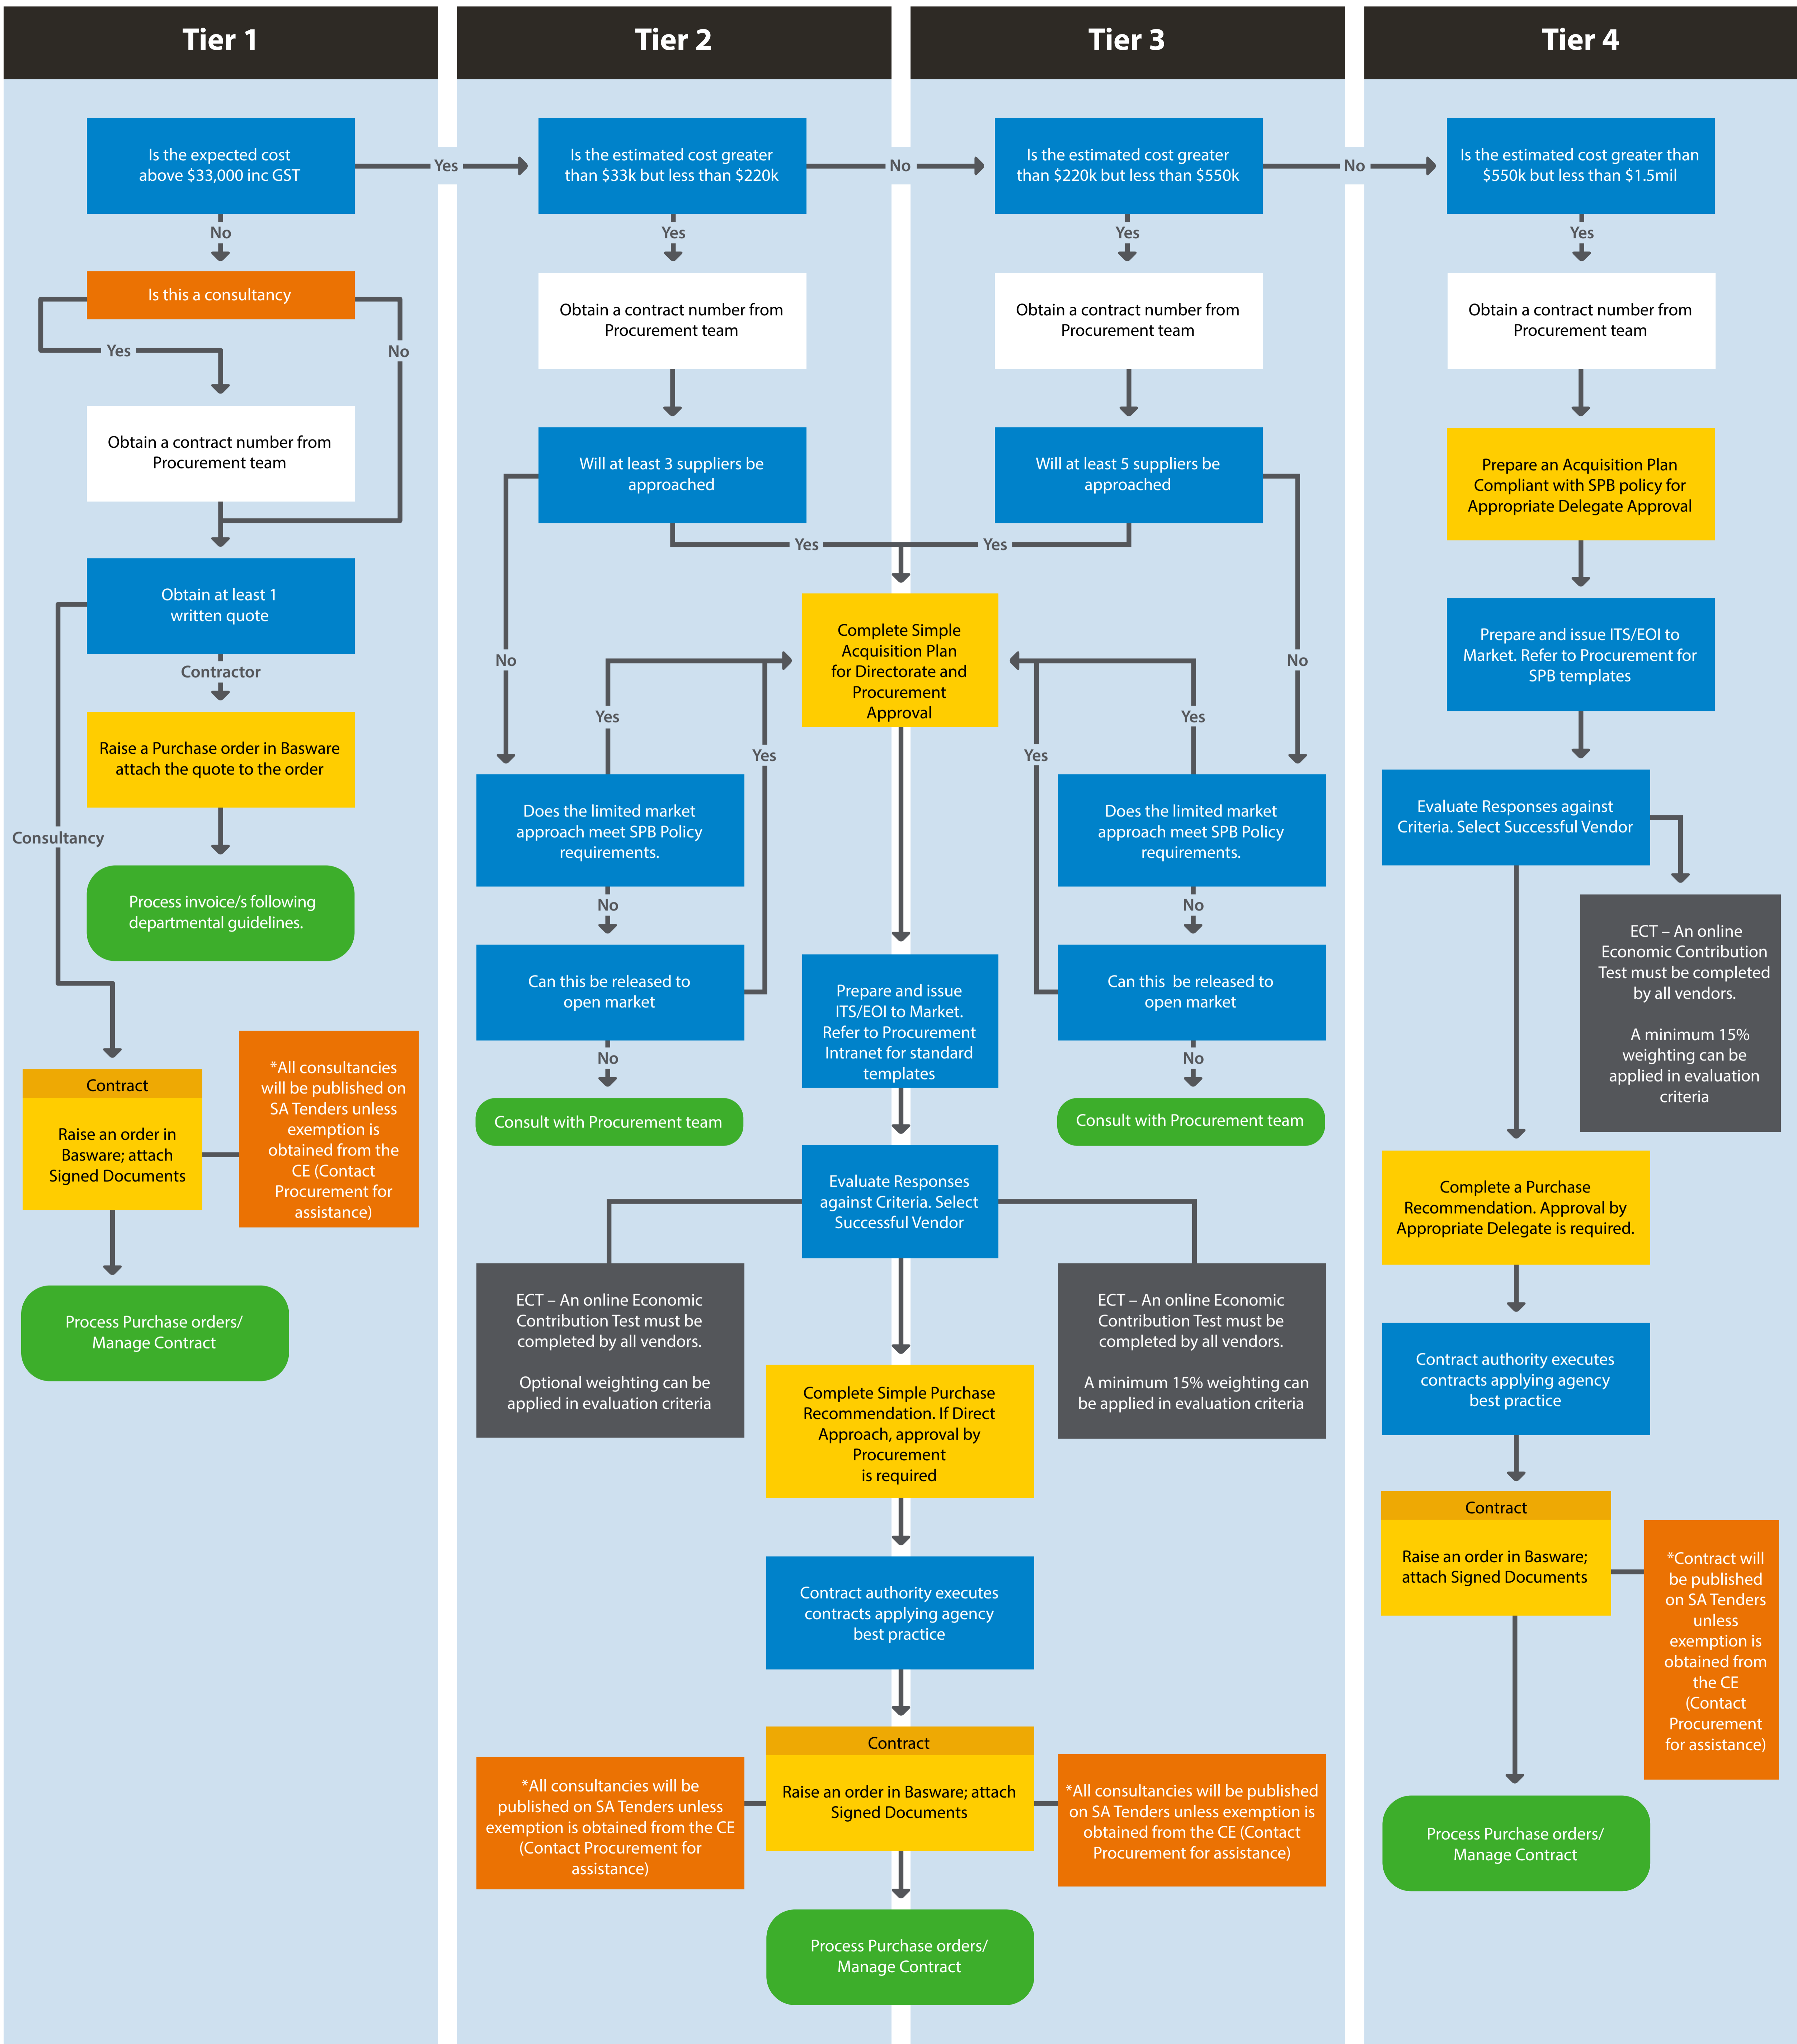 Tier 1
Is the expected cost
above $33,000 inc GST
Yes
No
Is this a consultancy
Yes
No
Obtain a contract number from
Procurement team
Obtain at least 1
written quote
Contractor
Raise a Purchase order in Basware
attach the quote to the order
Consultancy
Process invoice/s following
departmental guidelines.
Contract
Raise an order in
Basware; attach
Signed Documents
*All consultancies
will be published on
SA Tenders unless
exemption is
obtained from the
CE (Contact
Procurement for
assistance)
Process Purchase orders/
Manage Contract
Tier 2
Is the estimated cost greater
than $33k but less than $220k
No
Yes
Obtain a contract number from
Procurement team
Will at least 3 suppliers be
approached
Yes
No
Yes
Yes
Does the limited market
approach meet SPB Policy
requirements.
No
Can this be released to
open market
No
Consult with Procurement team
Tier 3
Is the estimated cost greater
than $220k but less than $550k
No
Yes
Obtain a contract number from
Procurement team
Will at least 5 suppliers be
approached
Yes
No
Yes
Yes
Does the limited market
approach meet SPB Policy
requirements.
No
Can this  be released to
open market
No
Consult with Procurement team
Complete Simple
Acquisition Plan
for Directorate and
Procurement
Approval
Prepare and issue
ITS/EOI to Market.
Refer to Procurement
Intranet for standard
templates
Evaluate Responses
against Criteria. Select
Successful Vendor
ECT – An online Economic
Contribution Test must be
completed by all vendors.
Optional weighting can be
applied in evaluation criteria
ECT – An online Economic
Contribution Test must be
completed by all vendors.
A minimum 15% weighting can
be applied in evaluation criteria
Complete Simple Purchase
Recommendation. If Direct
Approach, approval by
Procurement
is required
Contract authority executes
contracts applying agency
best practice
Contract
Raise an order in Basware; attach
Signed Documents
*All consultancies will be
published on SA Tenders unless
exemption is obtained from the CE
(Contact Procurement for
assistance)
*All consultancies will be published
on SA Tenders unless exemption is
obtained from the CE (Contact
Procurement for assistance)
Process Purchase orders/
Manage Contract
Tier 4
Is the estimated cost greater than
$550k but less than $1.5mil
Yes
Obtain a contract number from
Procurement team
Prepare an Acquisition Plan
Compliant with SPB policy for
Appropriate Delegate Approval
Prepare and issue ITS/EOI to
Market. Refer to Procurement for
SPB templates
Evaluate Responses against
Criteria. Select Successful Vendor
ECT – An online
Economic Contribution
Test must be completed
by all vendors.
A minimum 15%
weighting can be
applied in evaluation
criteria
Complete a Purchase
Recommendation. Approval by
Appropriate Delegate is required.
Contract authority executes
contracts applying agency
best practice
Contract
Raise an order in Basware;
attach Signed Documents
*Contract will
be published
on SA Tenders
unless
exemption is
obtained from
the CE
(Contact
Procurement
for assistance)
Process Purchase orders/
Manage Contract